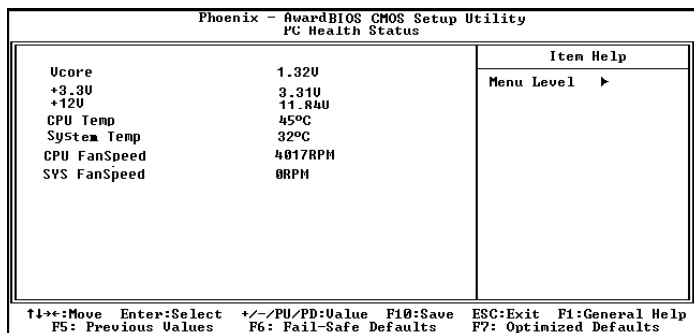 Phoenix - AwardBIOS CMOS Setup Utility
PC Health Status
Item Help
Menu Level ▶
Vcore 1.32V
+3.3V 3.31V
+12V 11.84V
CPU Temp 45ºC
System Temp 32ºC
CPU FanSpeed 4017RPM
SYS FanSpeed 0RPM
↑↓→←:Move Enter:Select +/-/PU/PD:Value F10:Save ESC:Exit F1:General Help
F5: Previous Values F6: Fail-Safe Defaults F7: Optimized Defaults